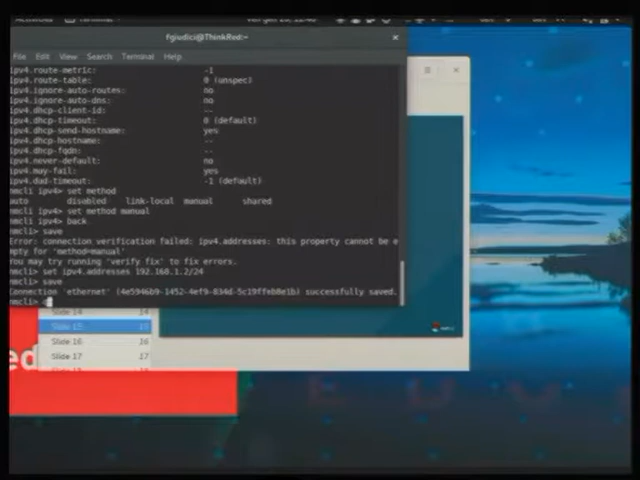 fgiudici@ThinkRed:~
File Edit View Search Terminal Help
ipv4.route-metric: -1
ipv4.route-table: 0 (unspec)
ipv4.ignore-auto-routes: no
ipv4.ignore-auto-dns: no
ipv4.dhcp-client-id: --
ipv4.dhcp-timeout: 0 (default)
ipv4.dhcp-send-hostname: yes
ipv4.dhcp-hostname: --
ipv4.dhcp-fqdn: --
ipv4.never-default: no
ipv4.may-fail: yes
ipv4.dad-timeout: -1 (default)
nmcli ipv4> set method
auto disabled link-local manual shared
nmcli ipv4> set method manual
nmcli ipv4> back
nmcli> save
Error: connection verification failed: ipv4.addresses: this property cannot be e
mpty for 'method=manual'
You may try running 'verify fix' to fix errors.
nmcli> set ipv4.addresses 192.168.1.2/24
nmcli> save
Connection 'ethernet' (4e5946b9-1452-4ef9-834d-5c19ffeb8e1b) successfully saved.
nmcli> q
Slide 14 14
Slide 15 15
Slide 16 16
Slide 17 17
ed